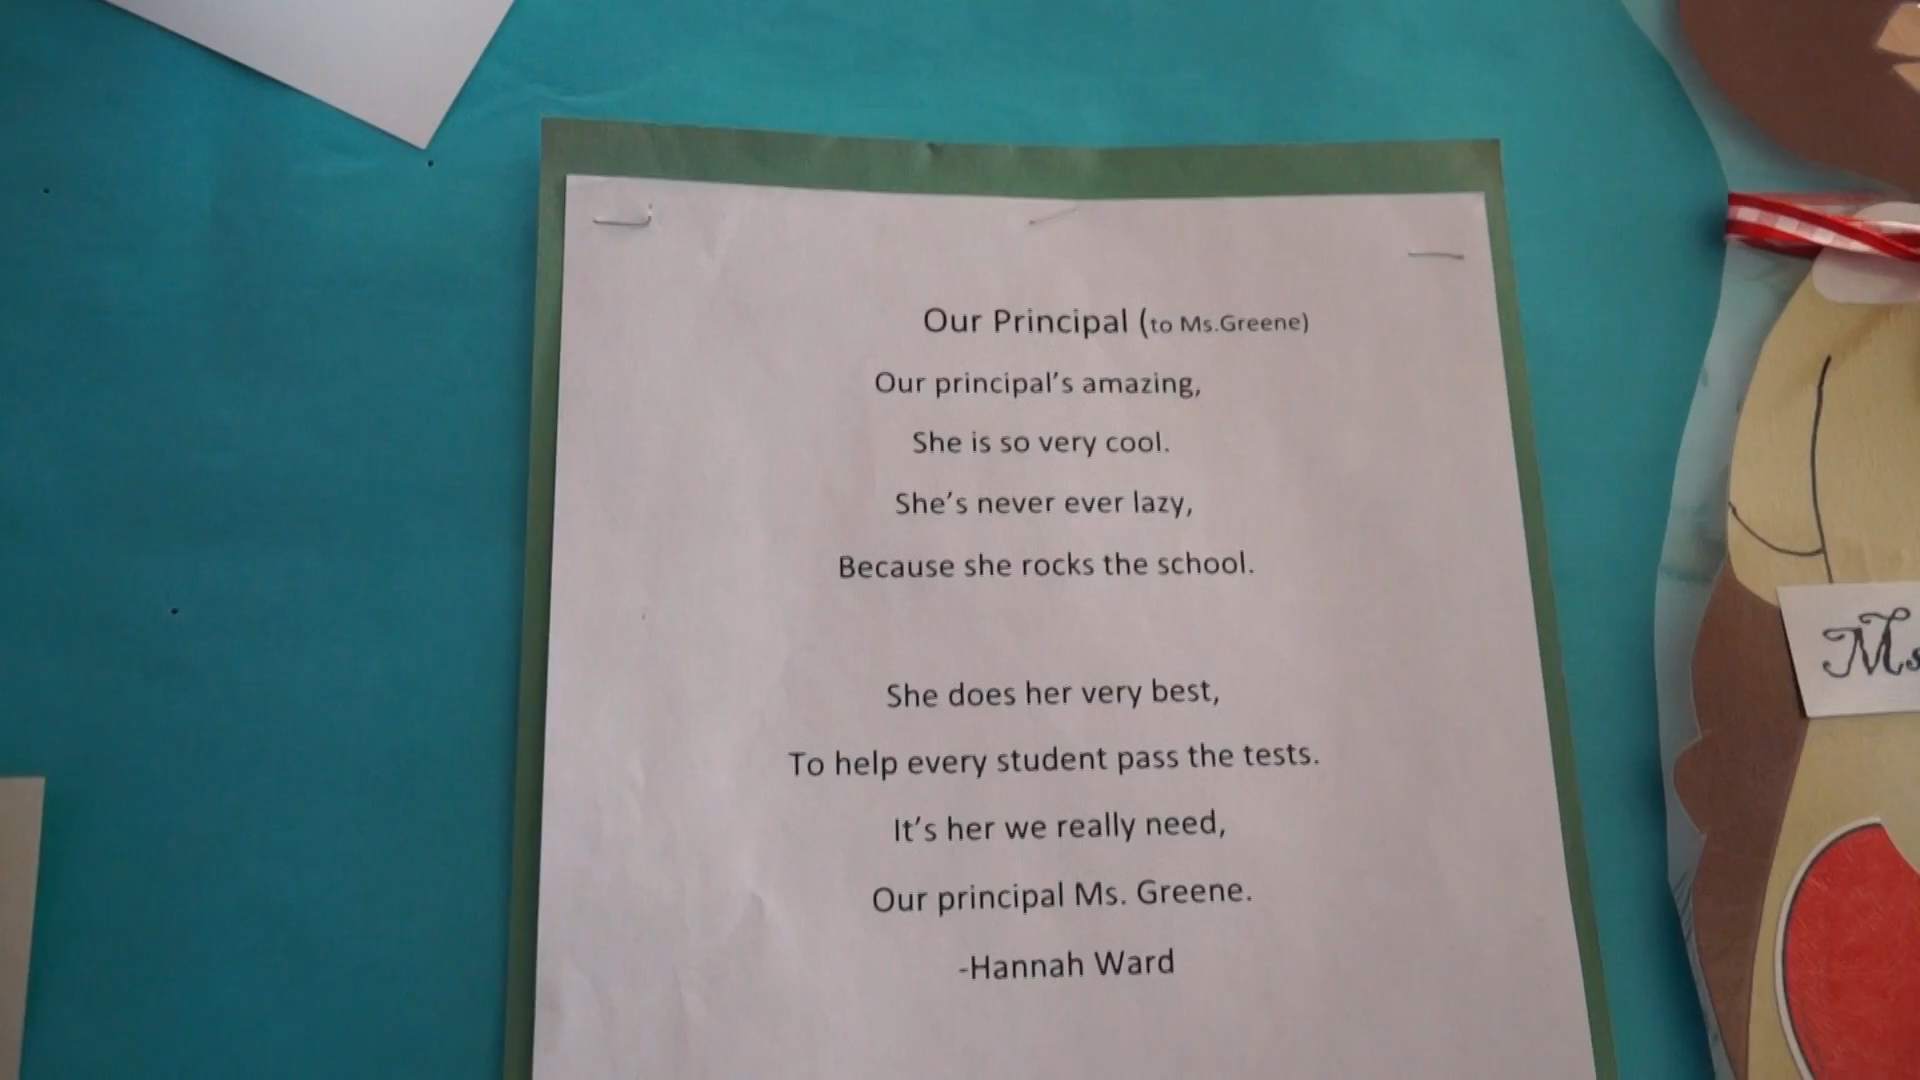 Our Principal (to Ms.Greene)
Our principal's amazing,
She is so very cool.
She's never ever lazy,
Because she rocks the school.
She does her very best,
To help every student pass the tests.
It's her we really need,
Our principal Ms. Greene.
-Hannah Ward
Ms